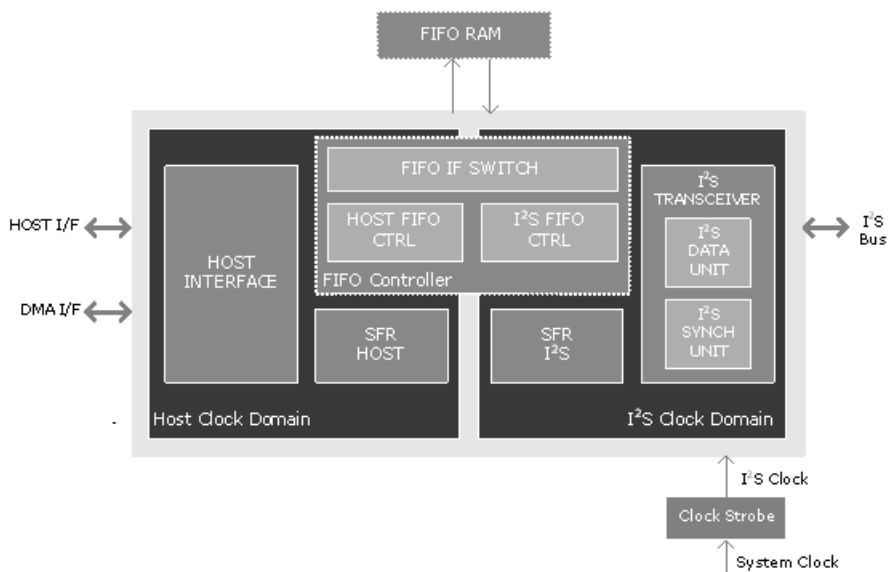 FIFO RAM
FIFO IF SWITCH
HOST FIFO
CTRL
I²S FIFO
CTRL
FIFO Controller
I²S
TRANSCEIVER
I²S
DATA
UNIT
I²S
SYNCH
UNIT
HOST I/F
DMA I/F
HOST
INTERFACE
SFR
HOST
SFR
I²S
Host Clock Domain
I²S Clock Domain
I²S
Bus
I²S Clock
Clock Strobe
System Clock